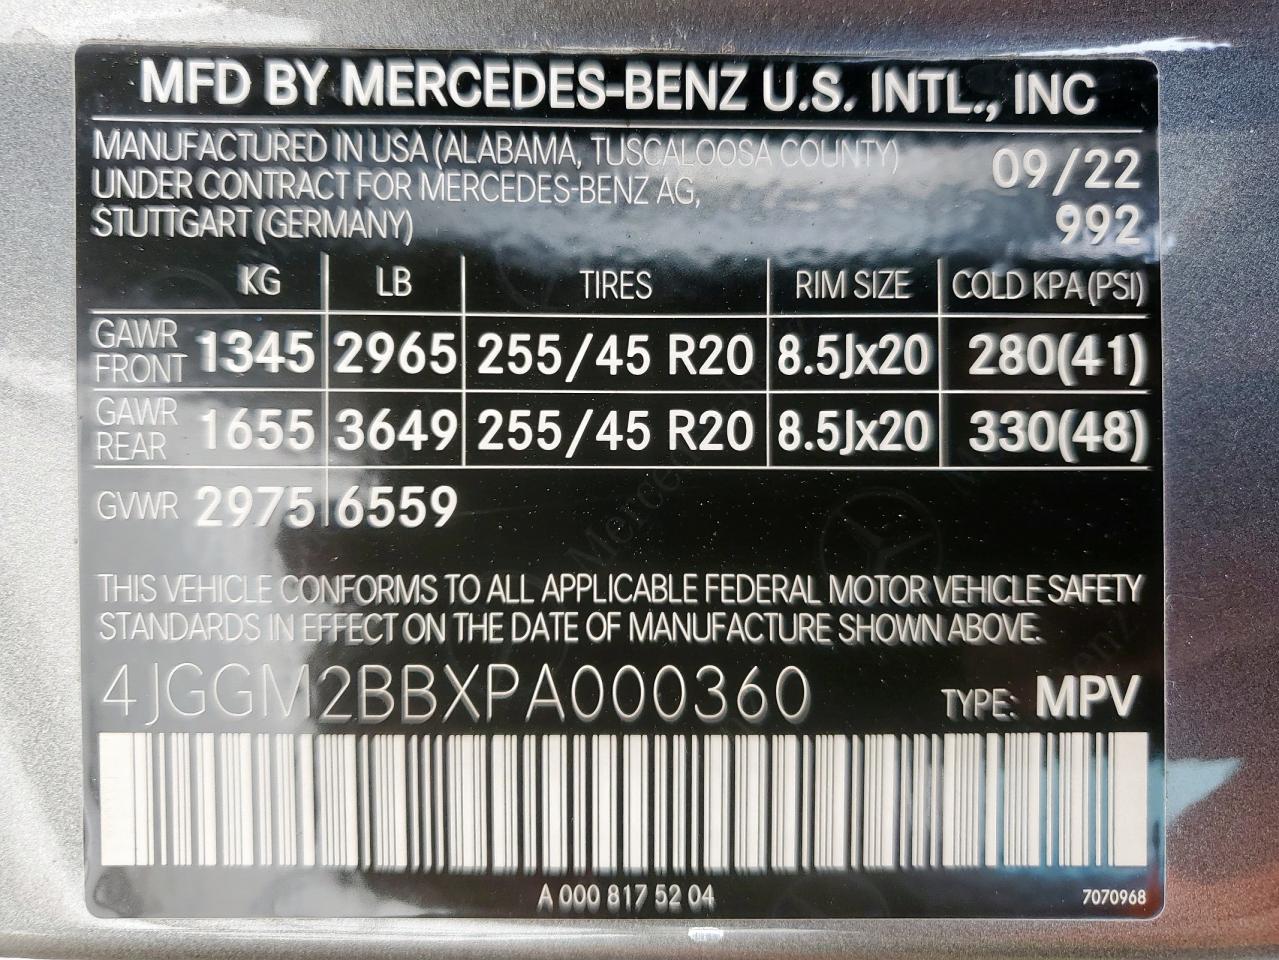 MFD BY MERCEDES-BENZ U.S. INTL., INC
MANUFACTURED IN USA (ALABAMA, TUSCALOOSA COUNTY) 09/22
UNDER CONTRACT FOR MERCEDES-BENZ AG,
STUTTGART (GERMANY) 992
KG LB TIRES RIM SIZE COLD KPA (PSI)
GAWR FRONT 1345 2965 255/45 R20 8.5Jx20 280(41)
GAWR REAR 1655 3649 255/45 R20 8.5Jx20 330(48)
GVWR 2975 6559
THIS VEHICLE CONFORMS TO ALL APPLICABLE FEDERAL MOTOR VEHICLE SAFETY
STANDARDS IN EFFECT ON THE DATE OF MANUFACTURE SHOWN ABOVE.
4JGGM2BBXPA000360 TYPE: MPV
A 000 817 52 04 7070968